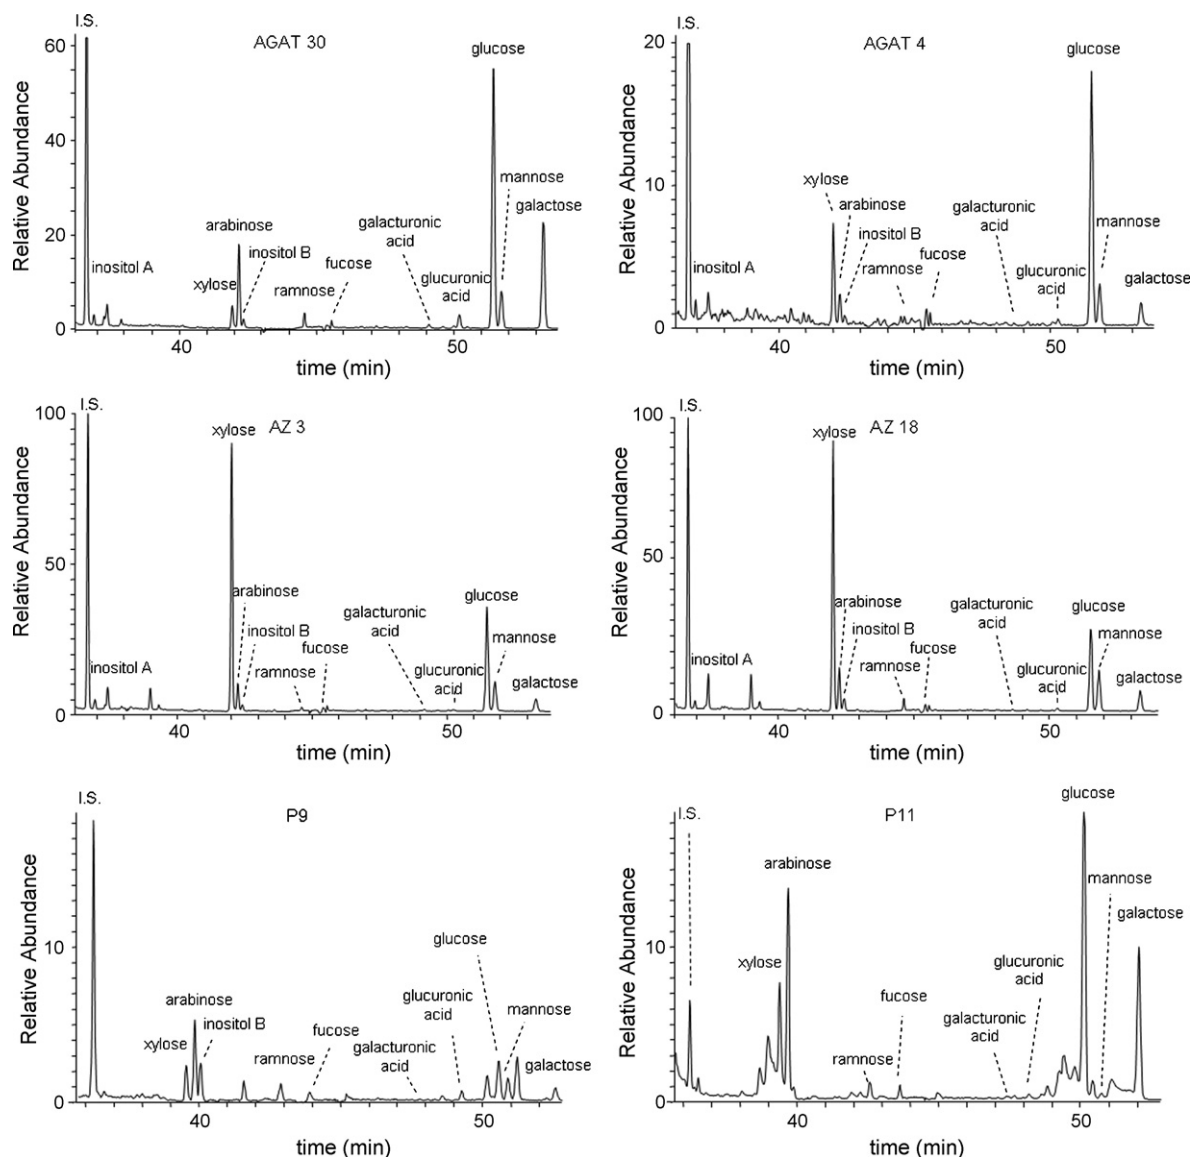 I.S.
AGAT 30
60
glucose
40
mannose
galactose
arabinose
galacturonic
acid
20
inositol B
fucose
inositol A
xylose
ramnose
glucuronic
acid
0
40
50
time (min)
Relative Abundance
I.S.
AGAT 4
20
glucose
xylose
arabinose
galacturonic
acid
inositol B
mannose
10
inositol A
ramnose
fucose
glucuronic
acid
galactose
0
40
50
time (min)
Relative Abundance
I.S.
100
xylose
AZ 3
50
arabinose
glucose
galacturonic
acid
inositol B
mannose
fucose
inositol A
ramnose
glucuronic
acid
galactose
0
40
50
time (min)
Relative Abundance
I.S.
100
xylose
AZ 18
50
arabinose
galacturonic
acid
glucose
inositol B
mannose
inositol A
ramnose
fucose
glucuronic
acid
galactose
0
40
50
time (min)
Relative Abundance
I.S.
P9
10
glucose
arabinose
glucuronic
acid
mannose
inositol B
xylose
fucose
galacturonic
acid
ramnose
galactose
0
40
50
time (min)
Relative Abundance
I.S.
P11
glucose
arabinose
mannose
galactose
10
xylose
glucuronic
acid
fucose
galacturonic
acid
ramnose
0
40
50
time (min)
Relative Abundance